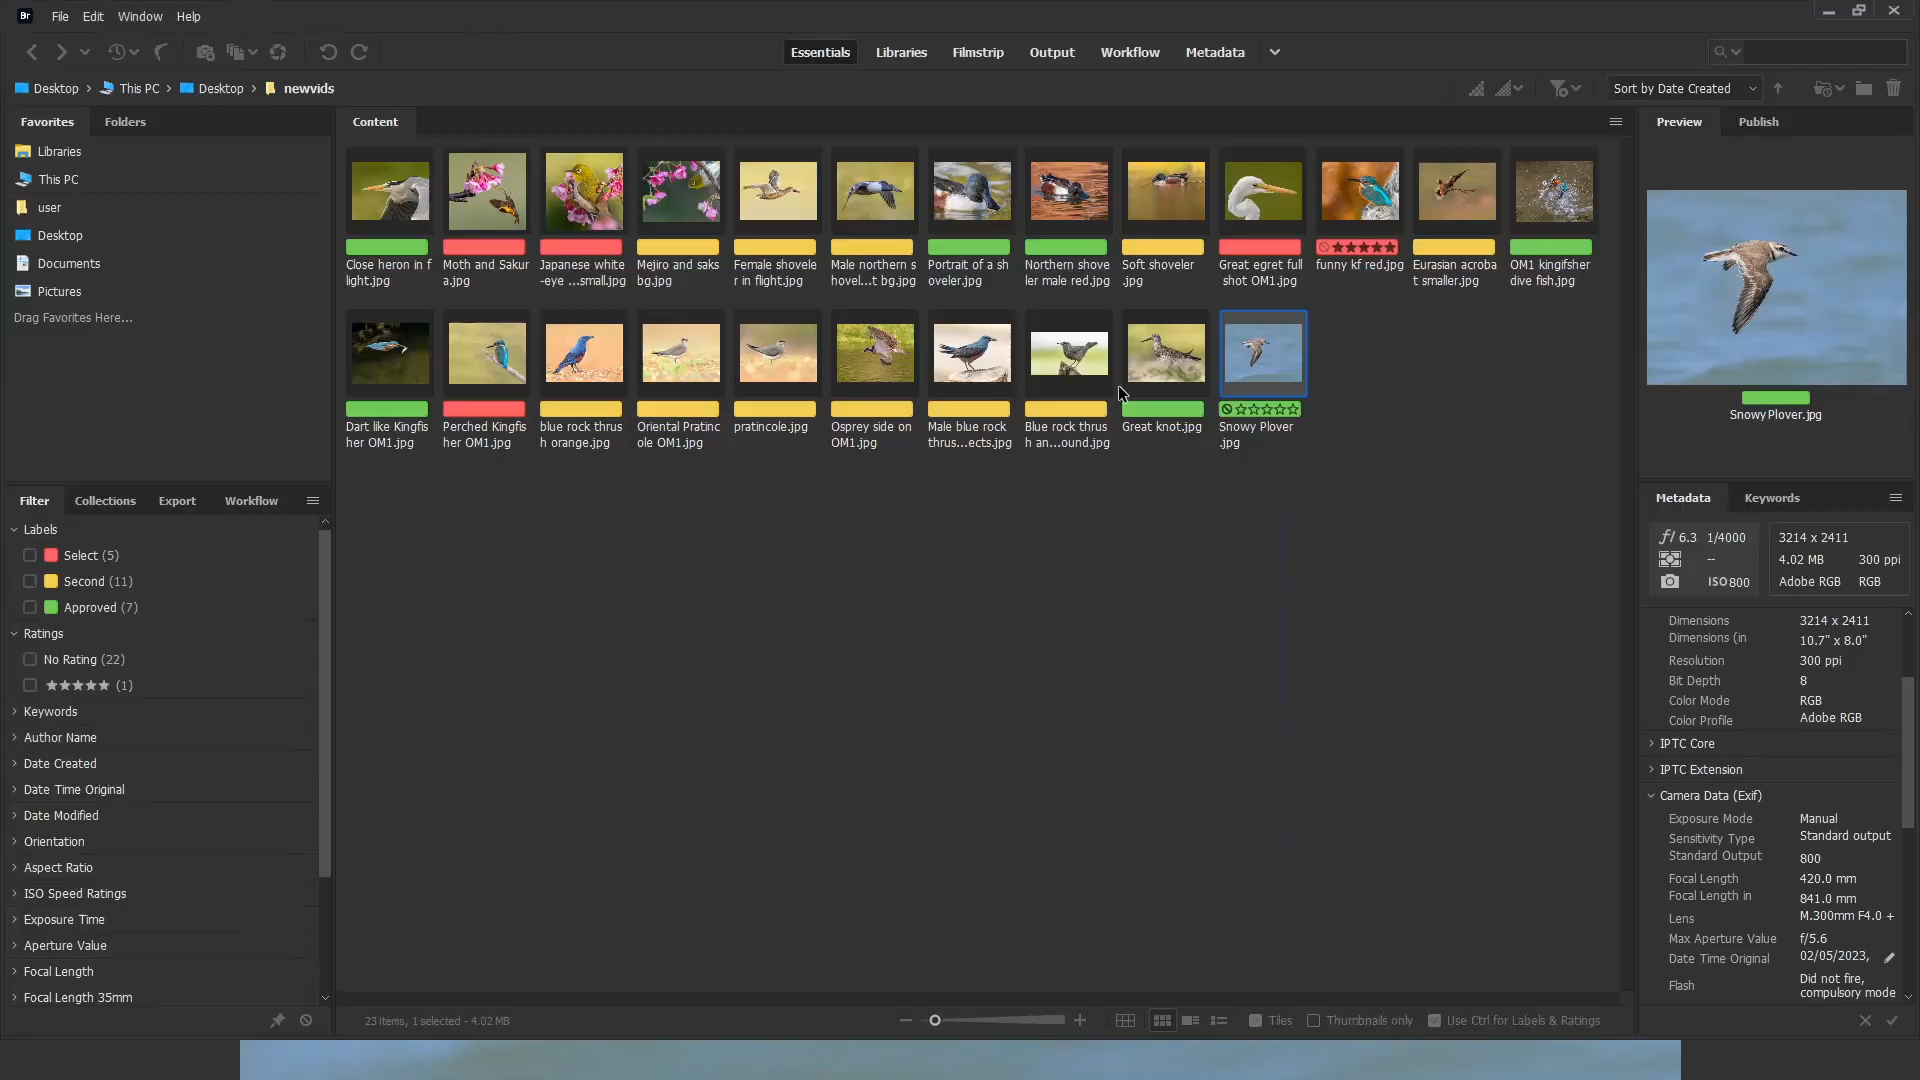 Br File Edit Window Help
Essentials Libraries Filmstrip Output Workflow Metadata
Desktop This PC Desktop newvids Sort by Date Created
Favorites Folders
Libraries
This PC
user
Desktop
Documents
Pictures
Drag Favorites Here...
Content
Close heron in f
light.jpg
Moth and Sakur
a.jpg
Japanese white
-eye ...small.jpg
Mejiro and saks
bg.jpg
Female shovele
r in flight.jpg
Male northern s
hovel...t bg.jpg
Portrait of a sh
oveler.jpg
Northern shove
ler male red.jpg
Soft shoveler
.jpg
Great egret full
shot OM1.jpg
funny kf red.jpg
Eurasian acroba
t smaller.jpg
OM1 kingifsher
dive fish.jpg
Dart like Kingfis
her OM1.jpg
Perched Kingfis
her OM1.jpg
blue rock thrus
h orange.jpg
Oriental Pratinc
ole OM1.jpg
pratincole.jpg
Osprey side on
OM1.jpg
Male blue rock
thrus...ects.jpg
Blue rock thrus
h an...ound.jpg
Great knot.jpg
Snowy Plover
.jpg
Preview Publish
Snowy Plover.jpg
Filter Collections Export Workflow
Labels
Select (5)
Second (11)
Approved (7)
Ratings
No Rating (22)
★★★★★ (1)
Keywords
Author Name
Date Created
Date Time Original
Date Modified
Orientation
Aspect Ratio
ISO Speed Ratings
Exposure Time
Aperture Value
Focal Length
Focal Length 35mm
23 items, 1 selected - 4.02 MB
Tiles Thumbnails only Use Ctrl for Labels & Ratings
Metadata Keywords
f/ 6.3 1/4000 3214 x 2411
-- 4.02 MB 300 ppi
ISO800 Adobe RGB RGB
Dimensions 3214 x 2411
Dimensions (in 10.7" x 8.0"
Resolution 300 ppi
Bit Depth 8
Color Mode RGB
Color Profile Adobe RGB
IPTC Core
IPTC Extension
Camera Data (Exif)
Exposure Mode Manual
Sensitivity Type Standard output
Standard Output 800
Focal Length 420.0 mm
Focal Length in 841.0 mm
Lens M.300mm F4.0 +
Max Aperture Value f/5.6
Date Time Original 02/05/2023,
Flash Did not fire,
compulsory mode